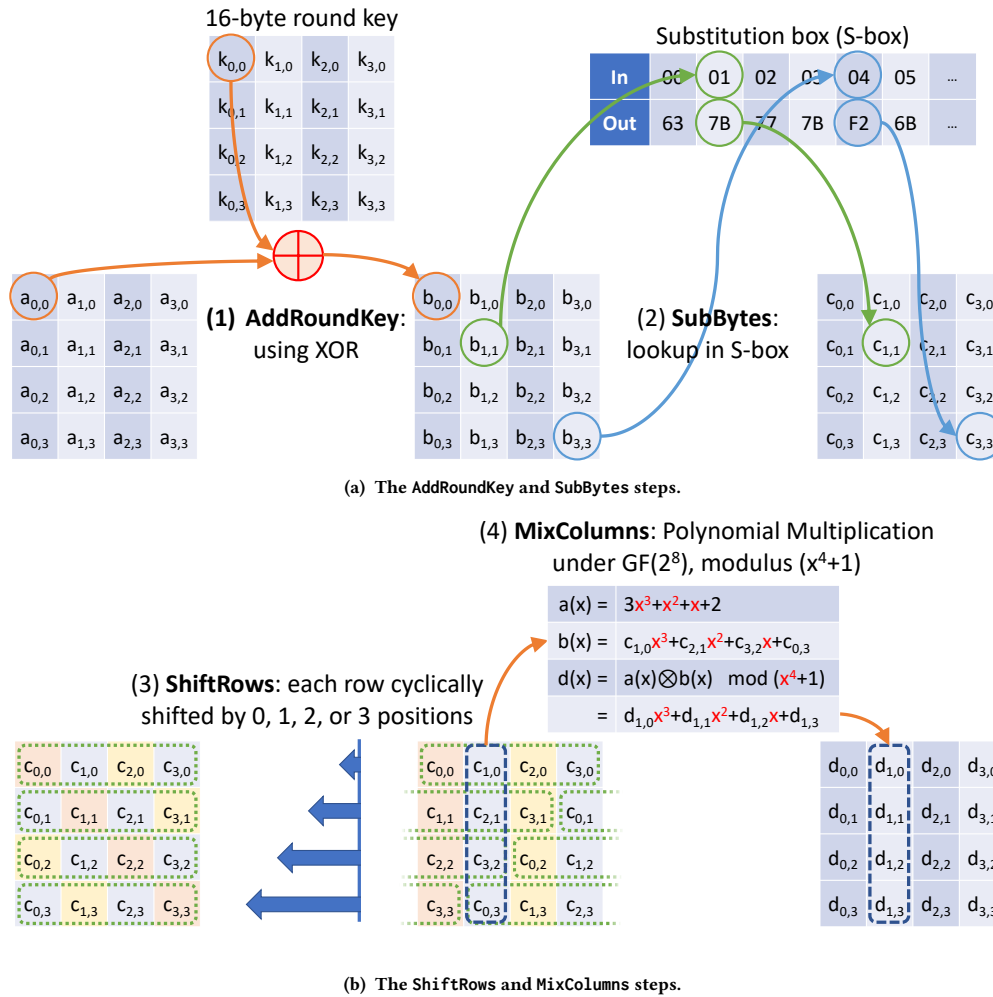 16-byte round key
k0,0 k1,0 k2,0 k3,0
k0,1 k1,1 k2,1 k3,1
k0,2 k1,2 k2,2 k3,2
k0,3 k1,3 k2,3 k3,3
Substitution box (S-box)
In 00 01 02 03 04 05 ...
Out 63 7B 77 7B F2 6B ...
a0,0 a1,0 a2,0 a3,0
a0,1 a1,1 a2,1 a3,1
a0,2 a1,2 a2,2 a3,2
a0,3 a1,3 a2,3 a3,3
(1) AddRoundKey:
using XOR
b0,0 b1,0 b2,0 b3,0
b0,1 b1,1 b2,1 b3,1
b0,2 b1,2 b2,2 b3,2
b0,3 b1,3 b2,3 b3,3
(2) SubBytes:
lookup in S-box
c0,0 c1,0 c2,0 c3,0
c0,1 c1,1 c2,1 c3,1
c0,2 c1,2 c2,2 c3,2
c0,3 c1,3 c2,3 c3,3
(a) The AddRoundKey and SubBytes steps.
(4) MixColumns: Polynomial Multiplication
under GF(2⁸), modulus (x⁴+1)
a(x) = 3x³+x²+x+2
b(x) = c1,0x³+c2,1x²+c3,2x+c0,3
d(x) = a(x)⊗b(x) mod (x⁴+1)
= d1,0x³+d1,1x²+d1,2x+d1,3
(3) ShiftRows: each row cyclically
shifted by 0, 1, 2, or 3 positions
c0,0 c1,0 c2,0 c3,0
c0,1 c1,1 c2,1 c3,1
c0,2 c1,2 c2,2 c3,2
c0,3 c1,3 c2,3 c3,3
c0,0 c1,0 c2,0 c3,0
c1,1 c2,1 c3,1 c0,1
c2,2 c3,2 c0,2 c1,2
c3,3 c0,3 c1,3 c2,3
d0,0 d1,0 d2,0 d3,0
d0,1 d1,1 d2,1 d3,1
d0,2 d1,2 d2,2 d3,2
d0,3 d1,3 d2,3 d3,3
(b) The ShiftRows and MixColumns steps.